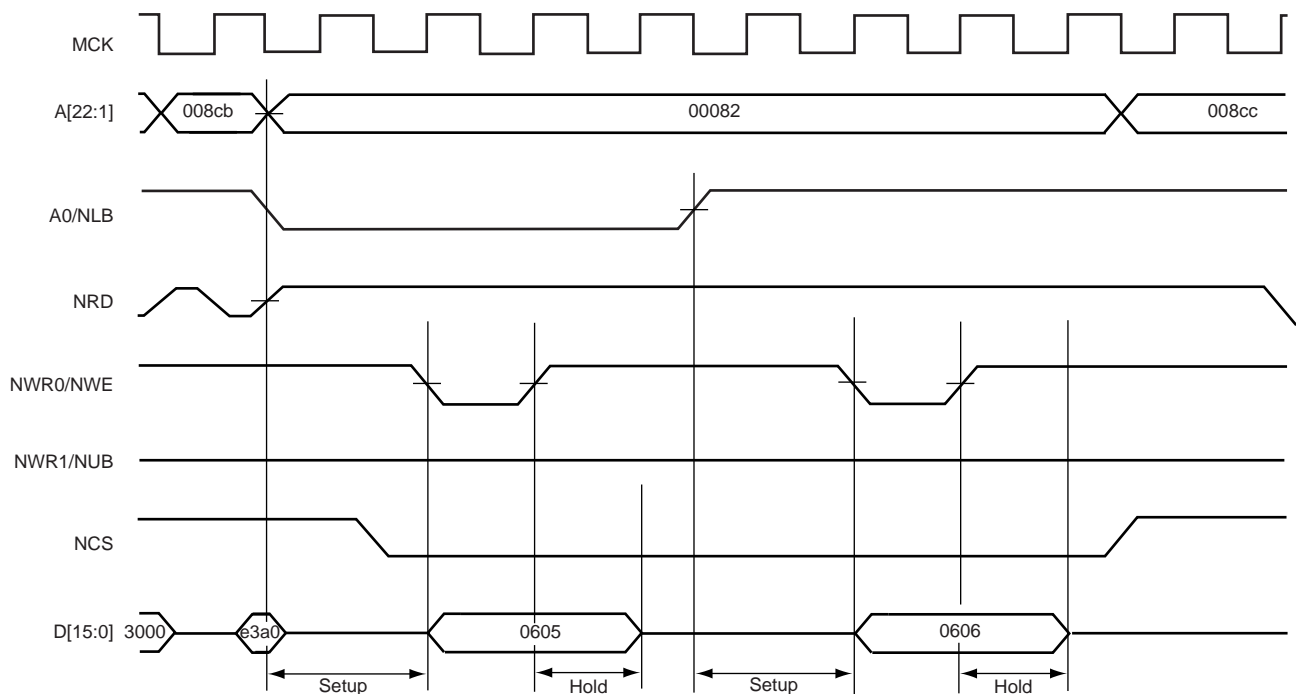 MCK
A[22:1] 008cb 00082 008cc
A0/NLB
NRD
NWR0/NWE
NWR1/NUB
NCS
D[15:0] 3000 e3a0 0605 0606
Setup Hold Setup Hold